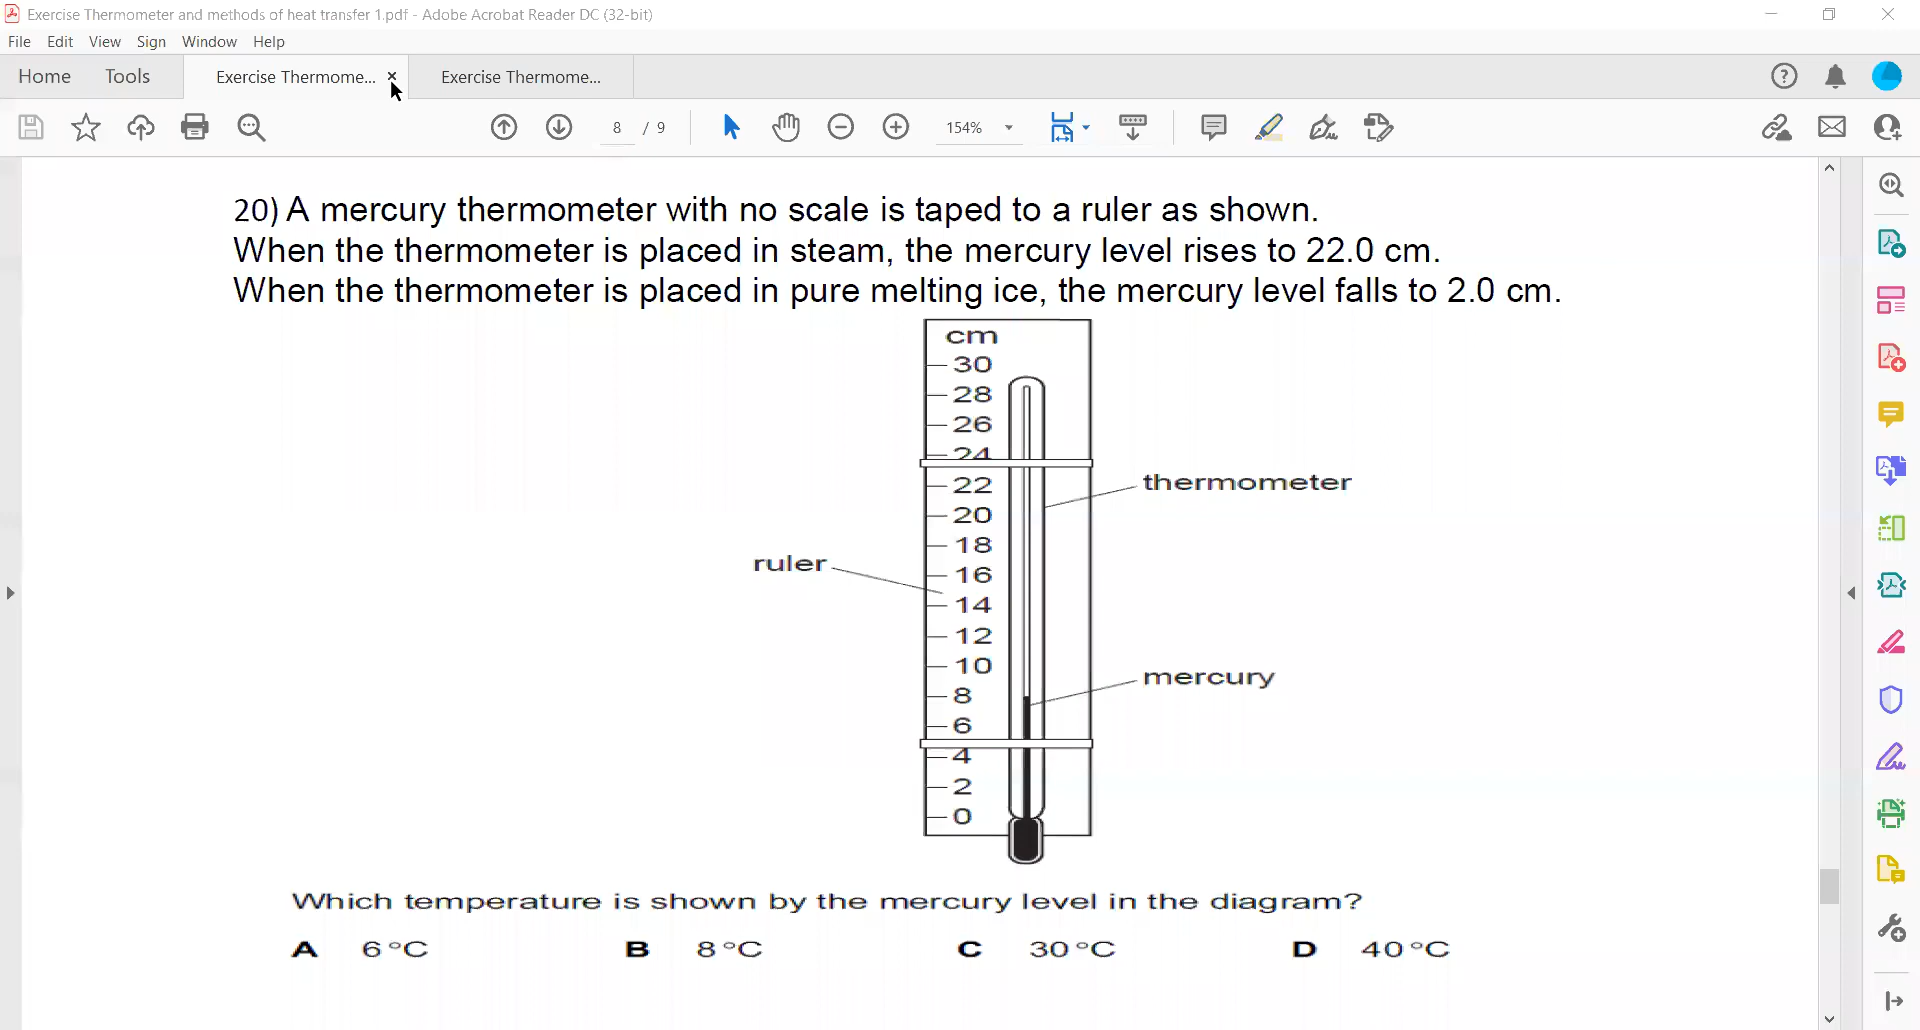 Exercise Thermometer and methods of heat transfer 1.pdf - Adobe Acrobat Reader DC (32-bit)
File Edit View Sign Window Help
Home Tools Exercise Thermome... × Exercise Thermome...
8 / 9 154%
20) A mercury thermometer with no scale is taped to a ruler as shown.
When the thermometer is placed in steam, the mercury level rises to 22.0 cm.
When the thermometer is placed in pure melting ice, the mercury level falls to 2.0 cm.
cm
30
28
26
24
22
thermometer
20
18
ruler
16
14
12
10
mercury
8
6
4
2
0
Which temperature is shown by the mercury level in the diagram?
A 6 °C B 8 °C C 30 °C D 40 °C